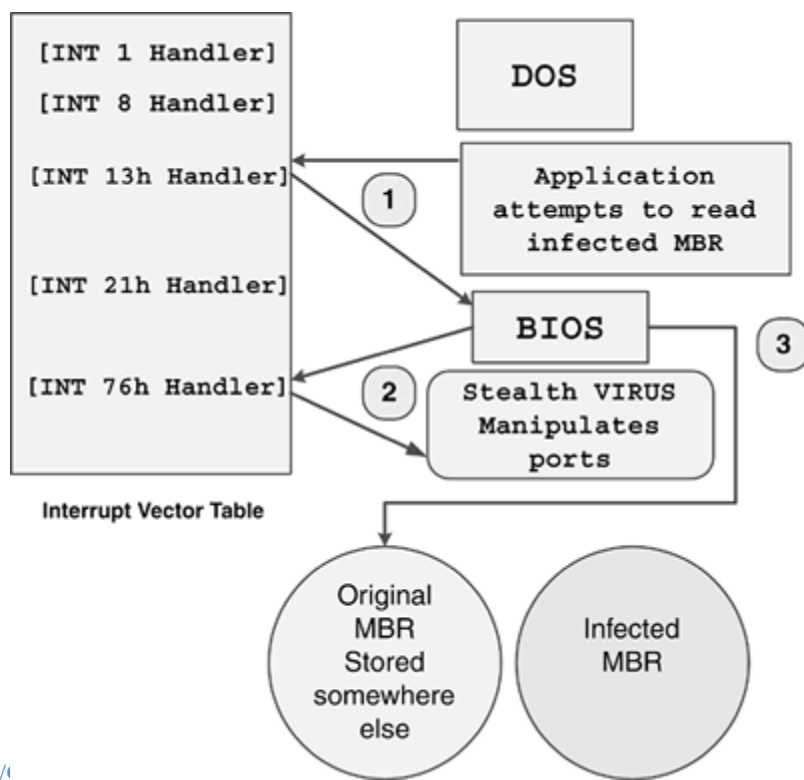 [INT 1 Handler]
[INT 8 Handler]
[INT 13h Handler]
[INT 21h Handler]
[INT 76h Handler]
Interrupt Vector Table
DOS
Application
attempts to read
infected MBR
1
BIOS
3
2
Stealth VIRUS
Manipulates
ports
Original
MBR
Stored
somewhere
else
Infected
MBR